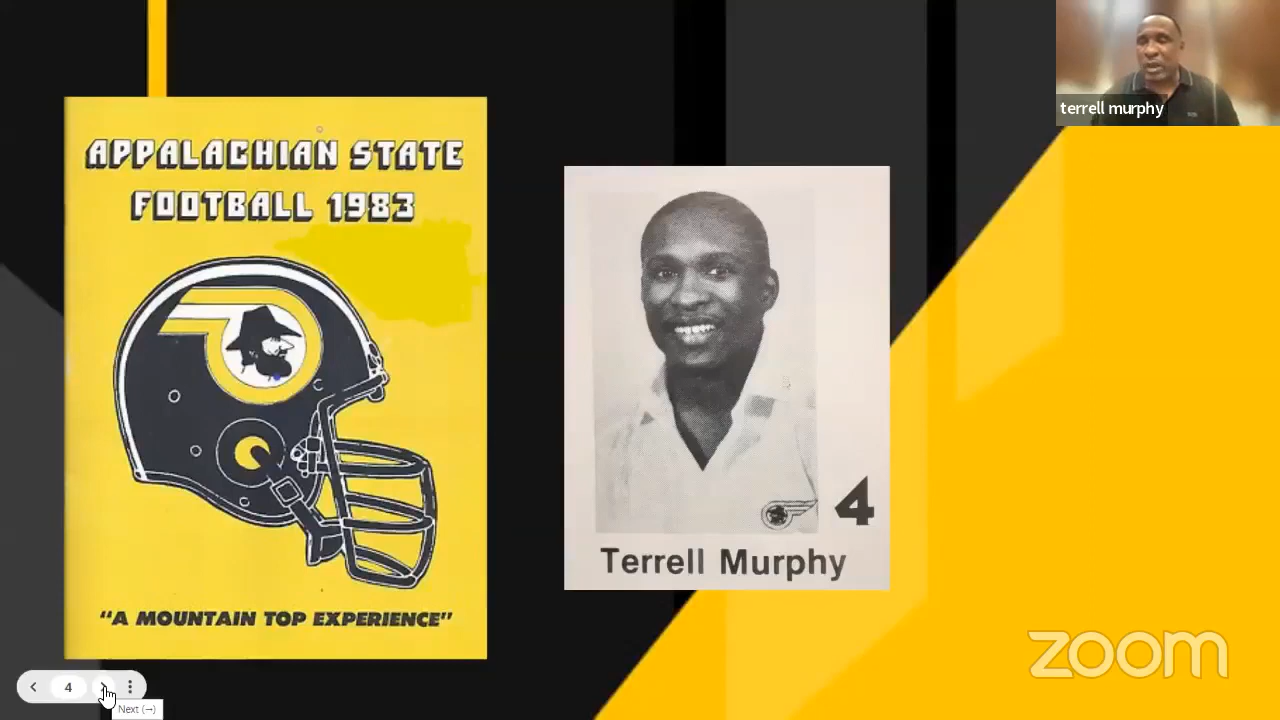 APPALACHIAN STATE
FOOTBALL 1983
"A MOUNTAIN TOP EXPERIENCE"
4
Terrell Murphy
terrell murphy
zoom
4
Next (→)